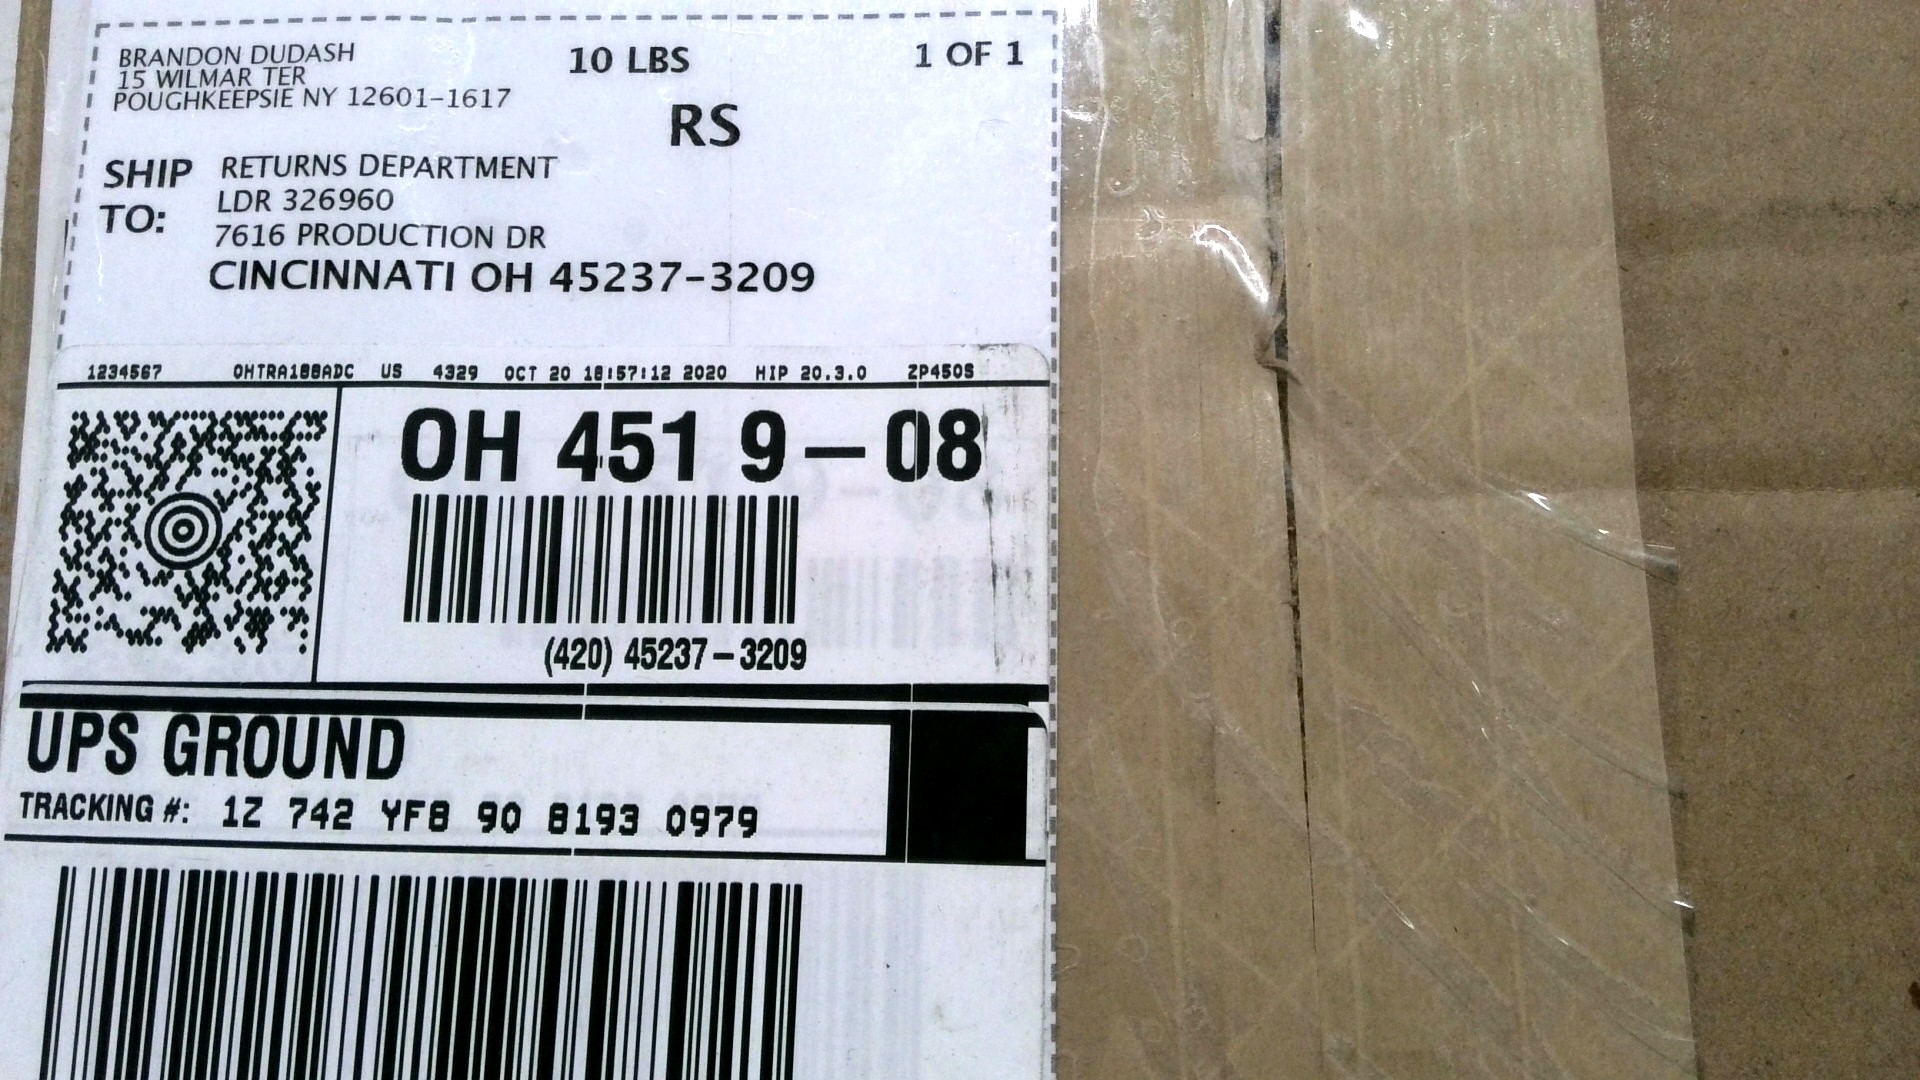 BRANDON DUDASH 10 LBS 1 OF 1
15 WILMAR TER
POUGHKEEPSIE NY 12601-1617
RS
SHIP TO:
RETURNS DEPARTMENT
LDR 326960
7616 PRODUCTION DR
CINCINNATI OH 45237-3209
1234567 OHTRA188ADC US 4329 OCT 20 18:57:12 2020 HIP 20.3.0 ZP450S
OH 451 9-08
(420) 45237-3209
UPS GROUND
TRACKING #: 1Z 742 YF8 90 8193 0979